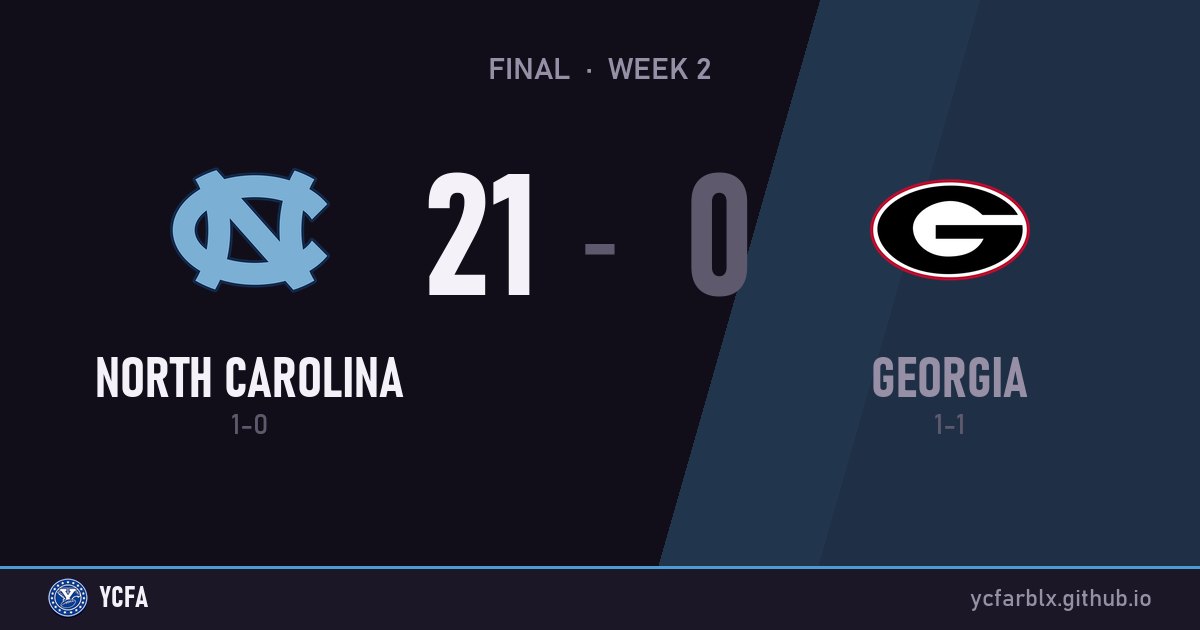 FINAL · WEEK 2
21 - 0
NORTH CAROLINA
1-0
GEORGIA
1-1
YCFA
ycfarblx.github.io